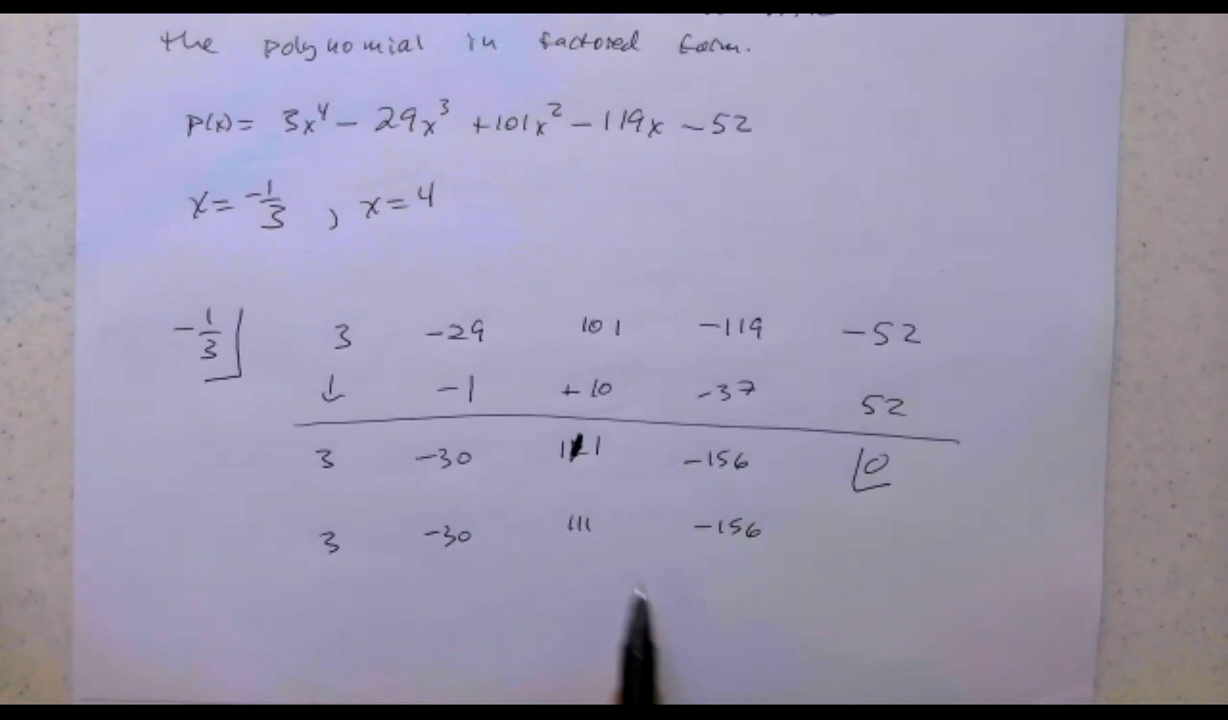 the polynomial in factored form.
P(x) = 3x⁴ - 29x³ + 101x² - 119x - 52
x = -1/3 , x = 4
-1/3 | 3 -29 101 -119 -52
↓ -1 +10 -37 52
3 -30 111 -156 |0
3 -30 111 -156